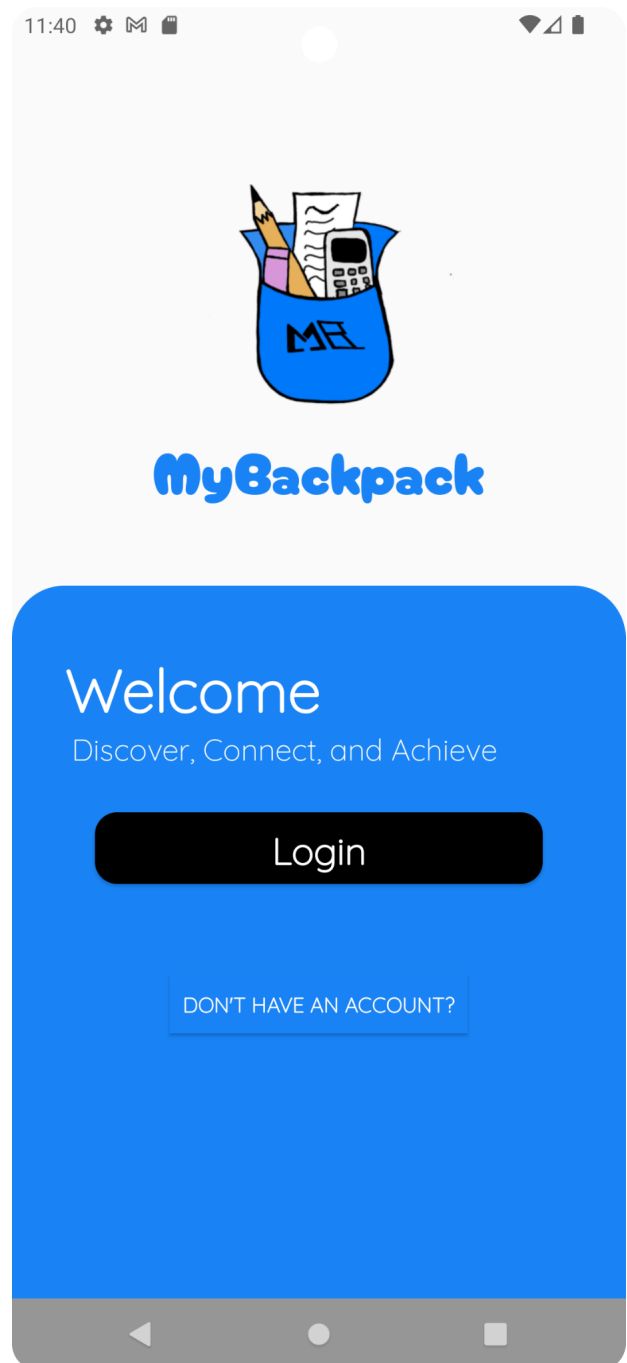 11:40
MB
MyBackpack
Welcome
Discover, Connect, and Achieve
Login
DON'T HAVE AN ACCOUNT?